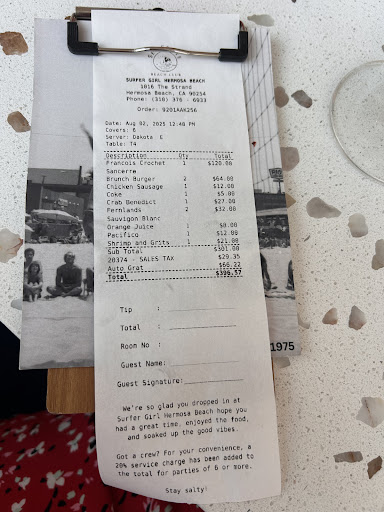 BEACH CLUB
SURFER GIRL HERMOSA BEACH
1016 The Strand
Hermosa Beach, CA 90254
Phone: (310) 376 - 6933
Order: 9201AAK256
Date: Aug 02, 2025 12:40 PM
Covers: 6
Server: Dakota E
Table: T4
Description Qty Total
Francois Crochet 1 $120.00
Sancerre
Brunch Burger 2 $64.00
Chicken Sausage 1 $12.00
Coke 1 $5.00
Crab Benedict 1 $27.00
Fernlands 2 $32.00
Sauvignon Blanc
Orange Juice 1 $8.00
Pacifico 1 $12.00
Shrimp and Grits 1 $21.00
Sub Total $301.00
20374 - SALES TAX $29.35
Auto Grat $66.22
Total $396.57
Tip :
Total :
Room No :
Guest Name:
Guest Signature:
1975
We're so glad you dropped in at
Surfer Girl Hermosa Beach hope you
had a great time, enjoyed the food,
and soaked up the good vibes.
Got a crew? For your convenience, a
20% service charge has been added to
the total for parties of 6 or more.
Stay salty!